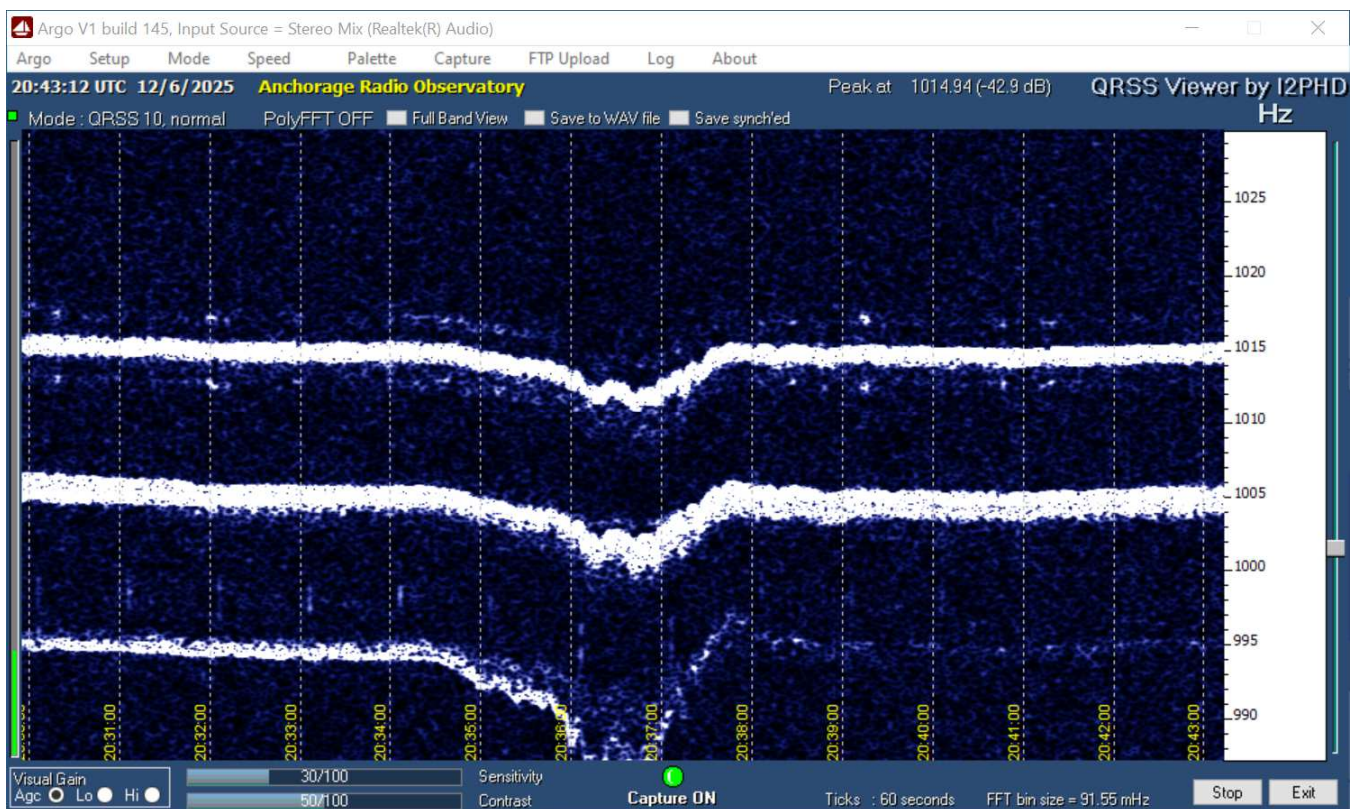 Argo V1 build 145, Input Source = Stereo Mix (Realtek(R) Audio)
Argo Setup Mode Speed Palette Capture FTP Upload Log About
20:43:12 UTC 12/6/2025 Anchorage Radio Observatory Peak at 1014.94 (-42.9 dB) QRSS Viewer by I2PHD
Mode : QRSS 10, normal PolyFFT OFF Full Band View Save to WAV file Save synch'ed Hz
1025
1020
1015
1010
1005
1000
995
990
20:31:00 20:32:00 20:33:00 20:34:00 20:35:00 20:36:00 20:37:00 20:38:00 20:39:00 20:40:00 20:41:00 20:42:00 20:43:00
Visual Gain 30/100 Sensitivity
Agc Lo Hi 50/100 Contrast Capture ON Ticks : 60 seconds FFT bin size = 91.55 mHz Stop Exit